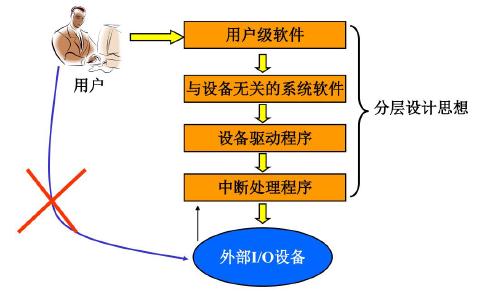 用户级软件
用户
与设备无关的系统软件
分层设计思想
设备驱动程序
中断处理程序
外部I/O设备